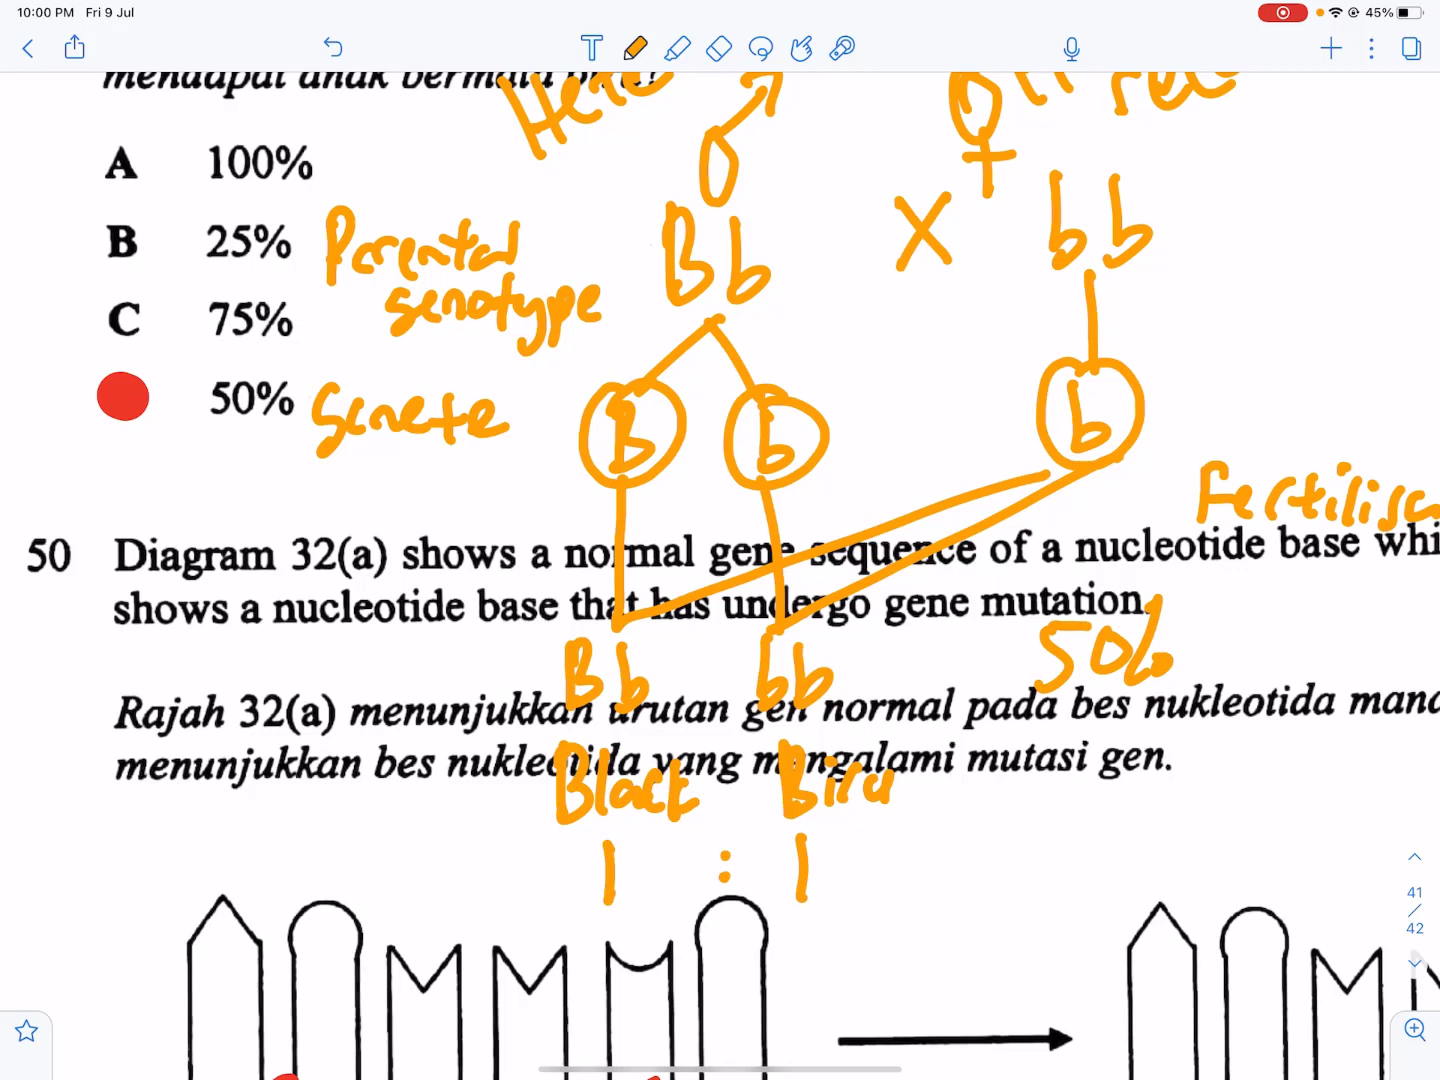 10:00 PM Fri 9 Jul
45%
A 100%
B 25%
C 75%
50%
Parental
genotype
Bb X bb
Gamete
B b b
Fertilisa
50 Diagram 32(a) shows a normal gene sequence of a nucleotide base whi
shows a nucleotide base that has undergo gene mutation.
50%
Bb bb
Rajah 32(a) menunjukkan urutan gen normal pada bes nukleotida mana
menunjukkan bes nukleotida yang mengalami mutasi gen.
Black Biru
1 : 1
41
/
42